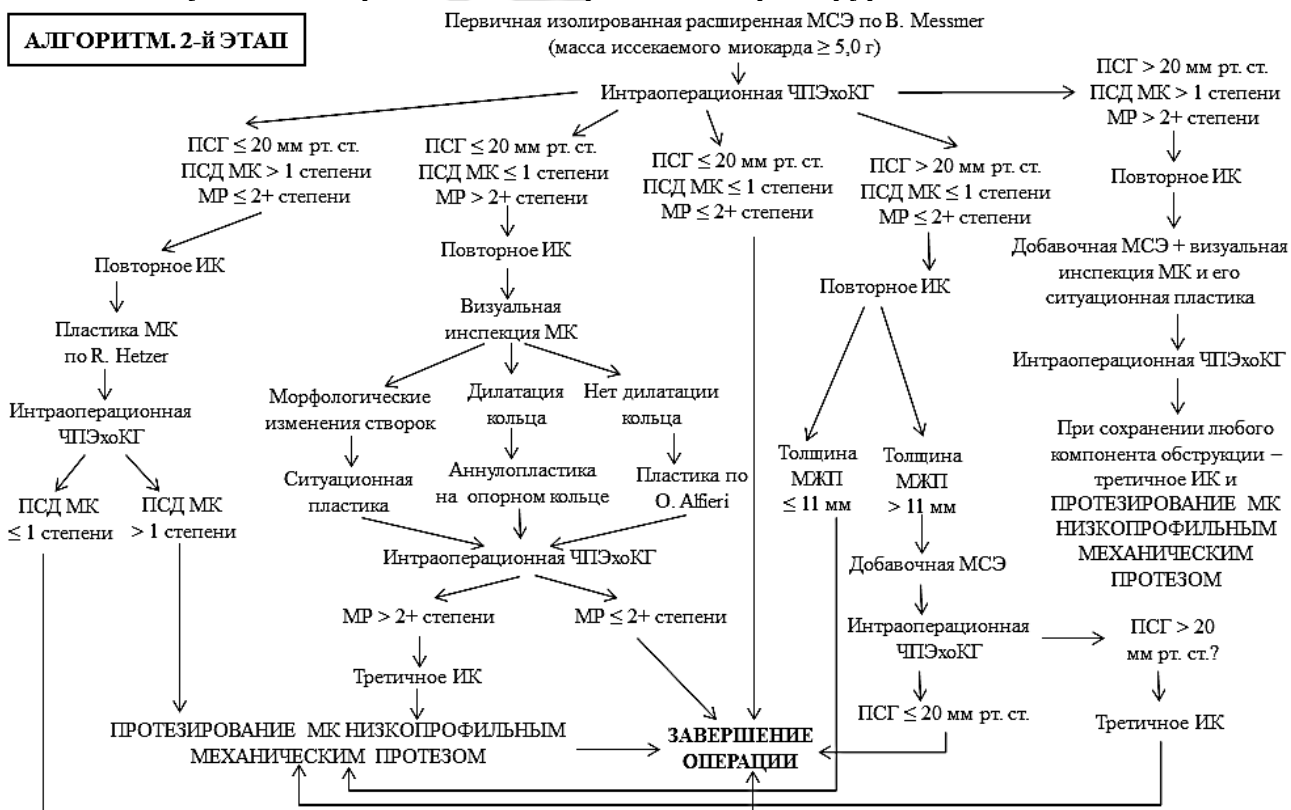 АЛГОРИТМ. 2-й ЭТАП
Первичная изолированная расширенная МСЭ по B. Messmer
(масса иссекаемого миокарда ≥ 5,0 г)
Интраоперационная ЧПЭхоКГ
ПСГ ≤ 20 мм рт. ст.
ПСД МК > 1 степени
МР ≤ 2+ степени
Повторное ИК
Пластика МК
по R. Hetzer
Интраоперационная
ЧПЭхоКГ
ПСД МК
≤ 1 степени
ПСД МК
> 1 степени
ПСГ ≤ 20 мм рт. ст.
ПСД МК ≤ 1 степени
МР > 2+ степени
Повторное ИК
Визуальная
инспекция МК
Морфологические
изменения створок
Ситуационная
пластика
Дилатация
кольца
Аннулопластика
на опорном кольце
Нет дилатации
кольца
Пластика по
O. Alfieri
Интраоперационная ЧПЭхоКГ
МР > 2+ степени
МР ≤ 2+ степени
Третичное ИК
ПРОТЕЗИРОВАНИЕ МК НИЗКОПРОФИЛЬНЫМ
МЕХАНИЧЕСКИМ ПРОТЕЗОМ
ПСГ ≤ 20 мм рт. ст.
ПСД МК ≤ 1 степени
МР ≤ 2+ степени
ЗАВЕРШЕНИЕ
ОПЕРАЦИИ
ПСГ > 20 мм рт. ст.
ПСД МК ≤ 1 степени
МР ≤ 2+ степени
Повторное ИК
Толщина
МЖП
≤ 11 мм
Толщина
МЖП
> 11 мм
Добавочная МСЭ
Интраоперационная
ЧПЭхоКГ
ПСГ ≤ 20 мм рт. ст.
ПСГ > 20
мм рт. ст.?
Третичное ИК
ПСГ > 20 мм рт. ст.
ПСД МК > 1 степени
МР > 2+ степени
Повторное ИК
Добавочная МСЭ + визуальная
инспекция МК и его
ситуационная пластика
Интраоперационная ЧПЭхоКГ
При сохранении любого
компонента обструкции –
третичное ИК и
ПРОТЕЗИРОВАНИЕ МК
НИЗКОПРОФИЛЬНЫМ
МЕХАНИЧЕСКИМ
ПРОТЕЗОМ